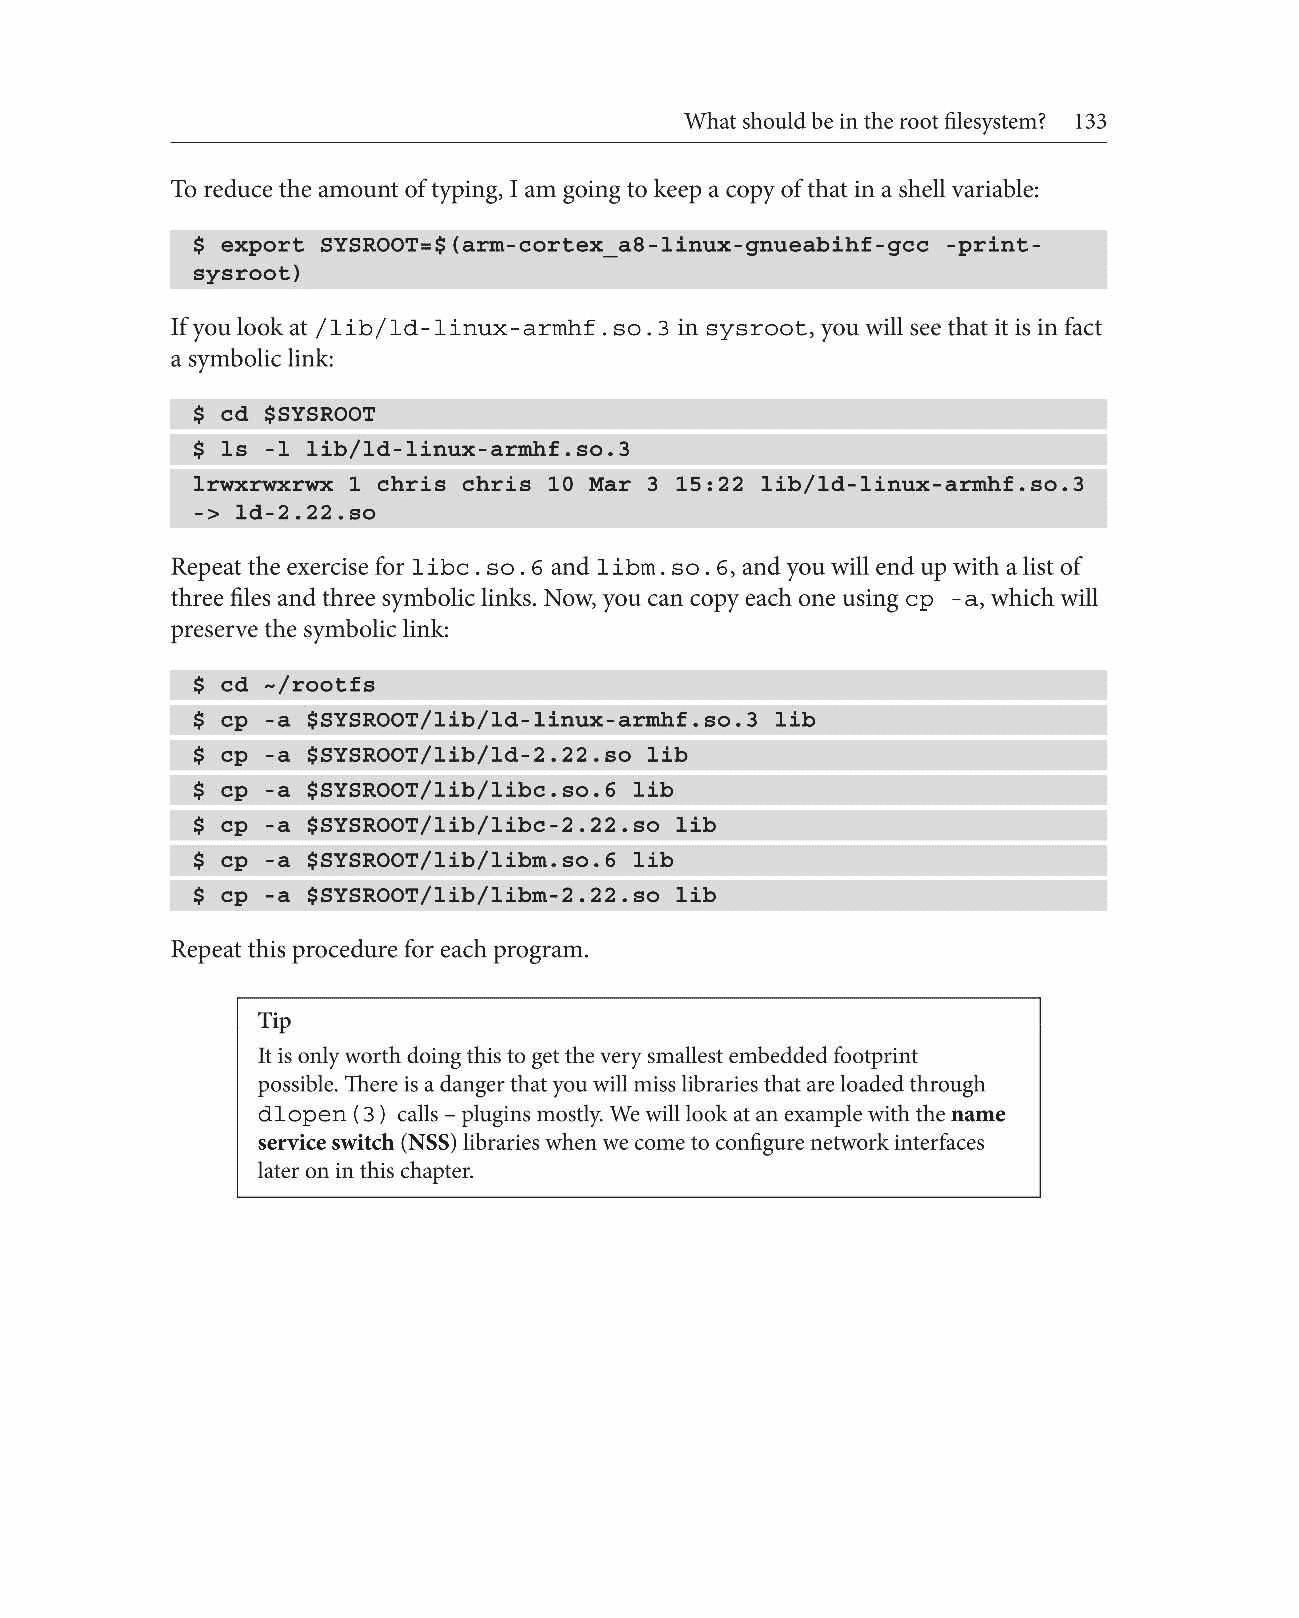 What should be in the root filesystem? 133
To reduce the amount of typing, I am going to keep a copy of that in a shell variable:
$ export SYSROOT=$(arm-cortex_a8-linux-gnueabihf-gcc -print-
sysroot)
If you look at /lib/ld-linux-armhf.so.3 in sysroot, you will see that it is in fact
a symbolic link:
$ cd $SYSROOT
$ ls -l lib/ld-linux-armhf.so.3
lrwxrwxrwx 1 chris chris 10 Mar 3 15:22 lib/ld-linux-armhf.so.3
-> ld-2.22.so
Repeat the exercise for libc.so.6 and libm.so.6, and you will end up with a list of
three files and three symbolic links. Now, you can copy each one using cp -a, which will
preserve the symbolic link:
$ cd ~/rootfs
$ cp -a $SYSROOT/lib/ld-linux-armhf.so.3 lib
$ cp -a $SYSROOT/lib/ld-2.22.so lib
$ cp -a $SYSROOT/lib/libc.so.6 lib
$ cp -a $SYSROOT/lib/libc-2.22.so lib
$ cp -a $SYSROOT/lib/libm.so.6 lib
$ cp -a $SYSROOT/lib/libm-2.22.so lib
Repeat this procedure for each program.
Tip
It is only worth doing this to get the very smallest embedded footprint
possible. There is a danger that you will miss libraries that are loaded through
dlopen(3) calls – plugins mostly. We will look at an example with the name
service switch (NSS) libraries when we come to configure network interfaces
later on in this chapter.